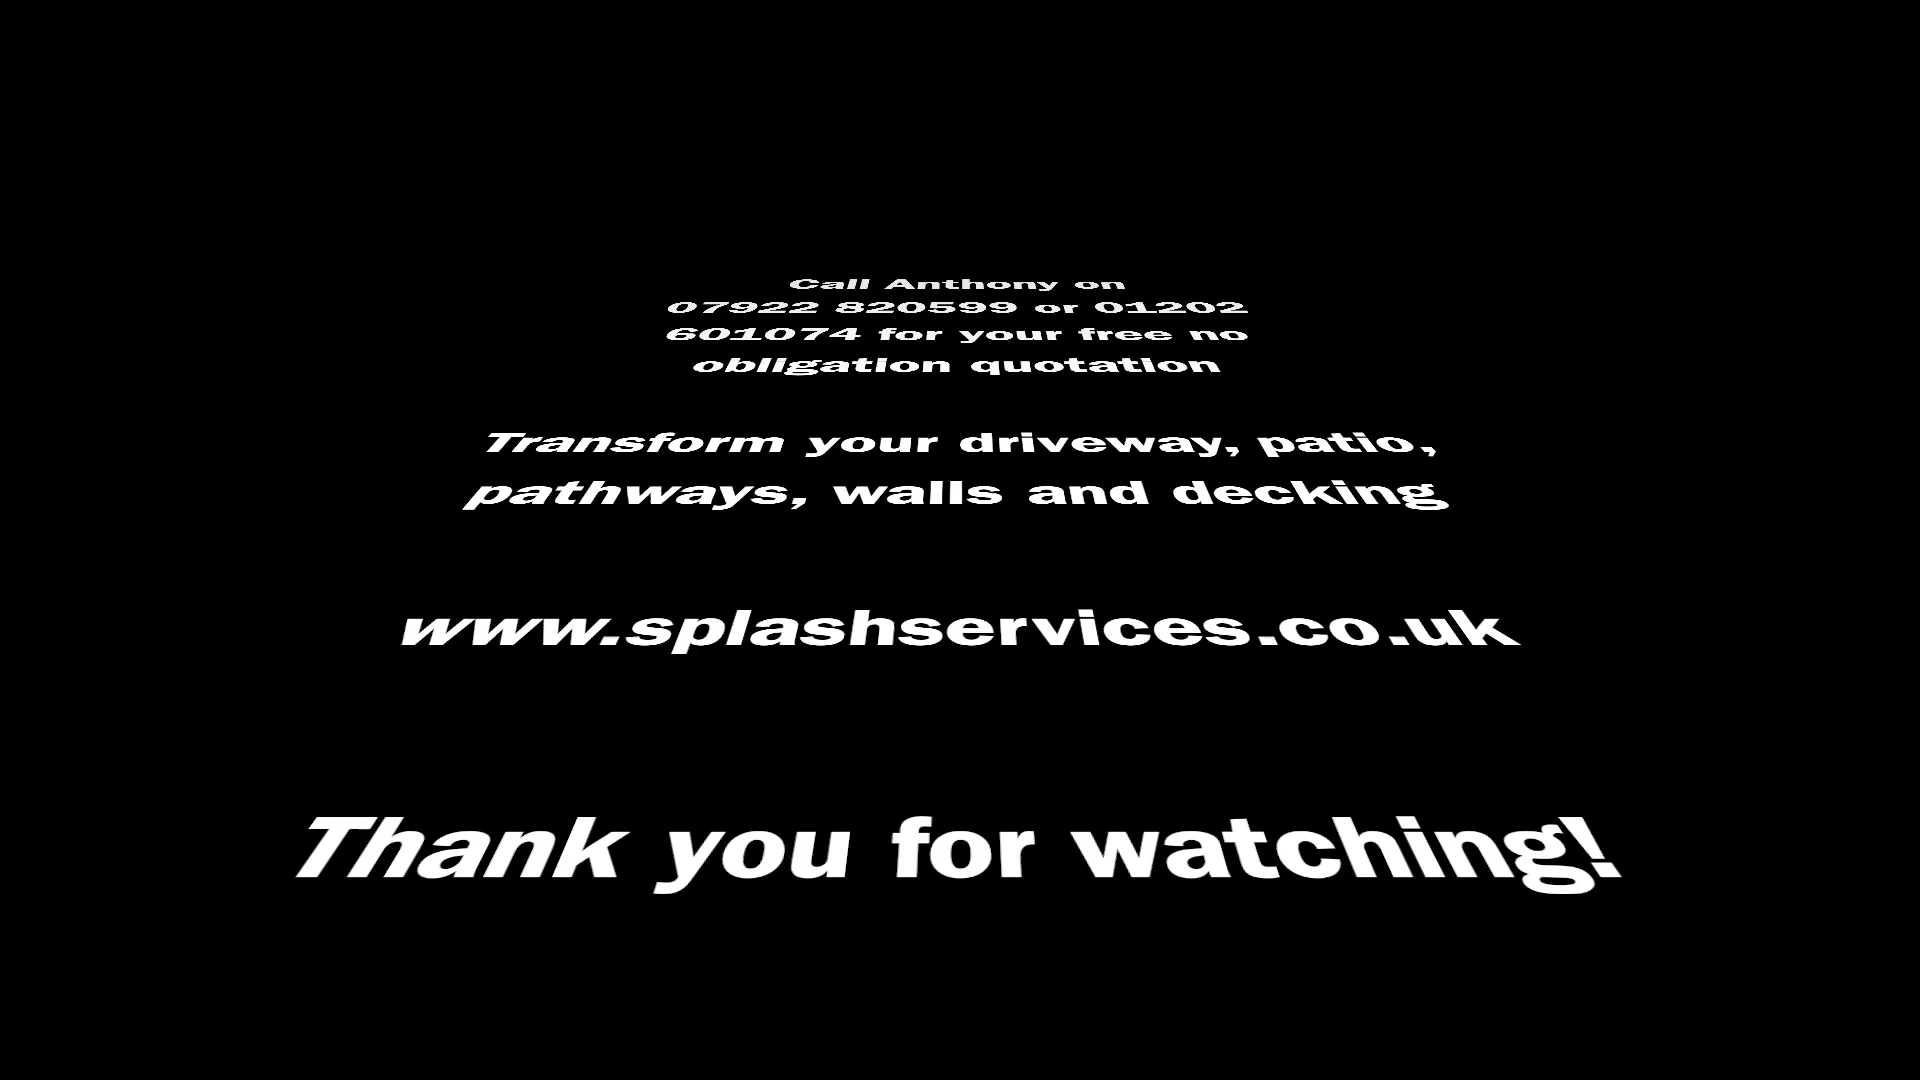 Call Anthony on
07922 820599 or 01202
601074 for your free no
obligation quotation
Transform your driveway, patio,
pathways, walls and decking
www.splashservices.co.uk
Thank you for watching!